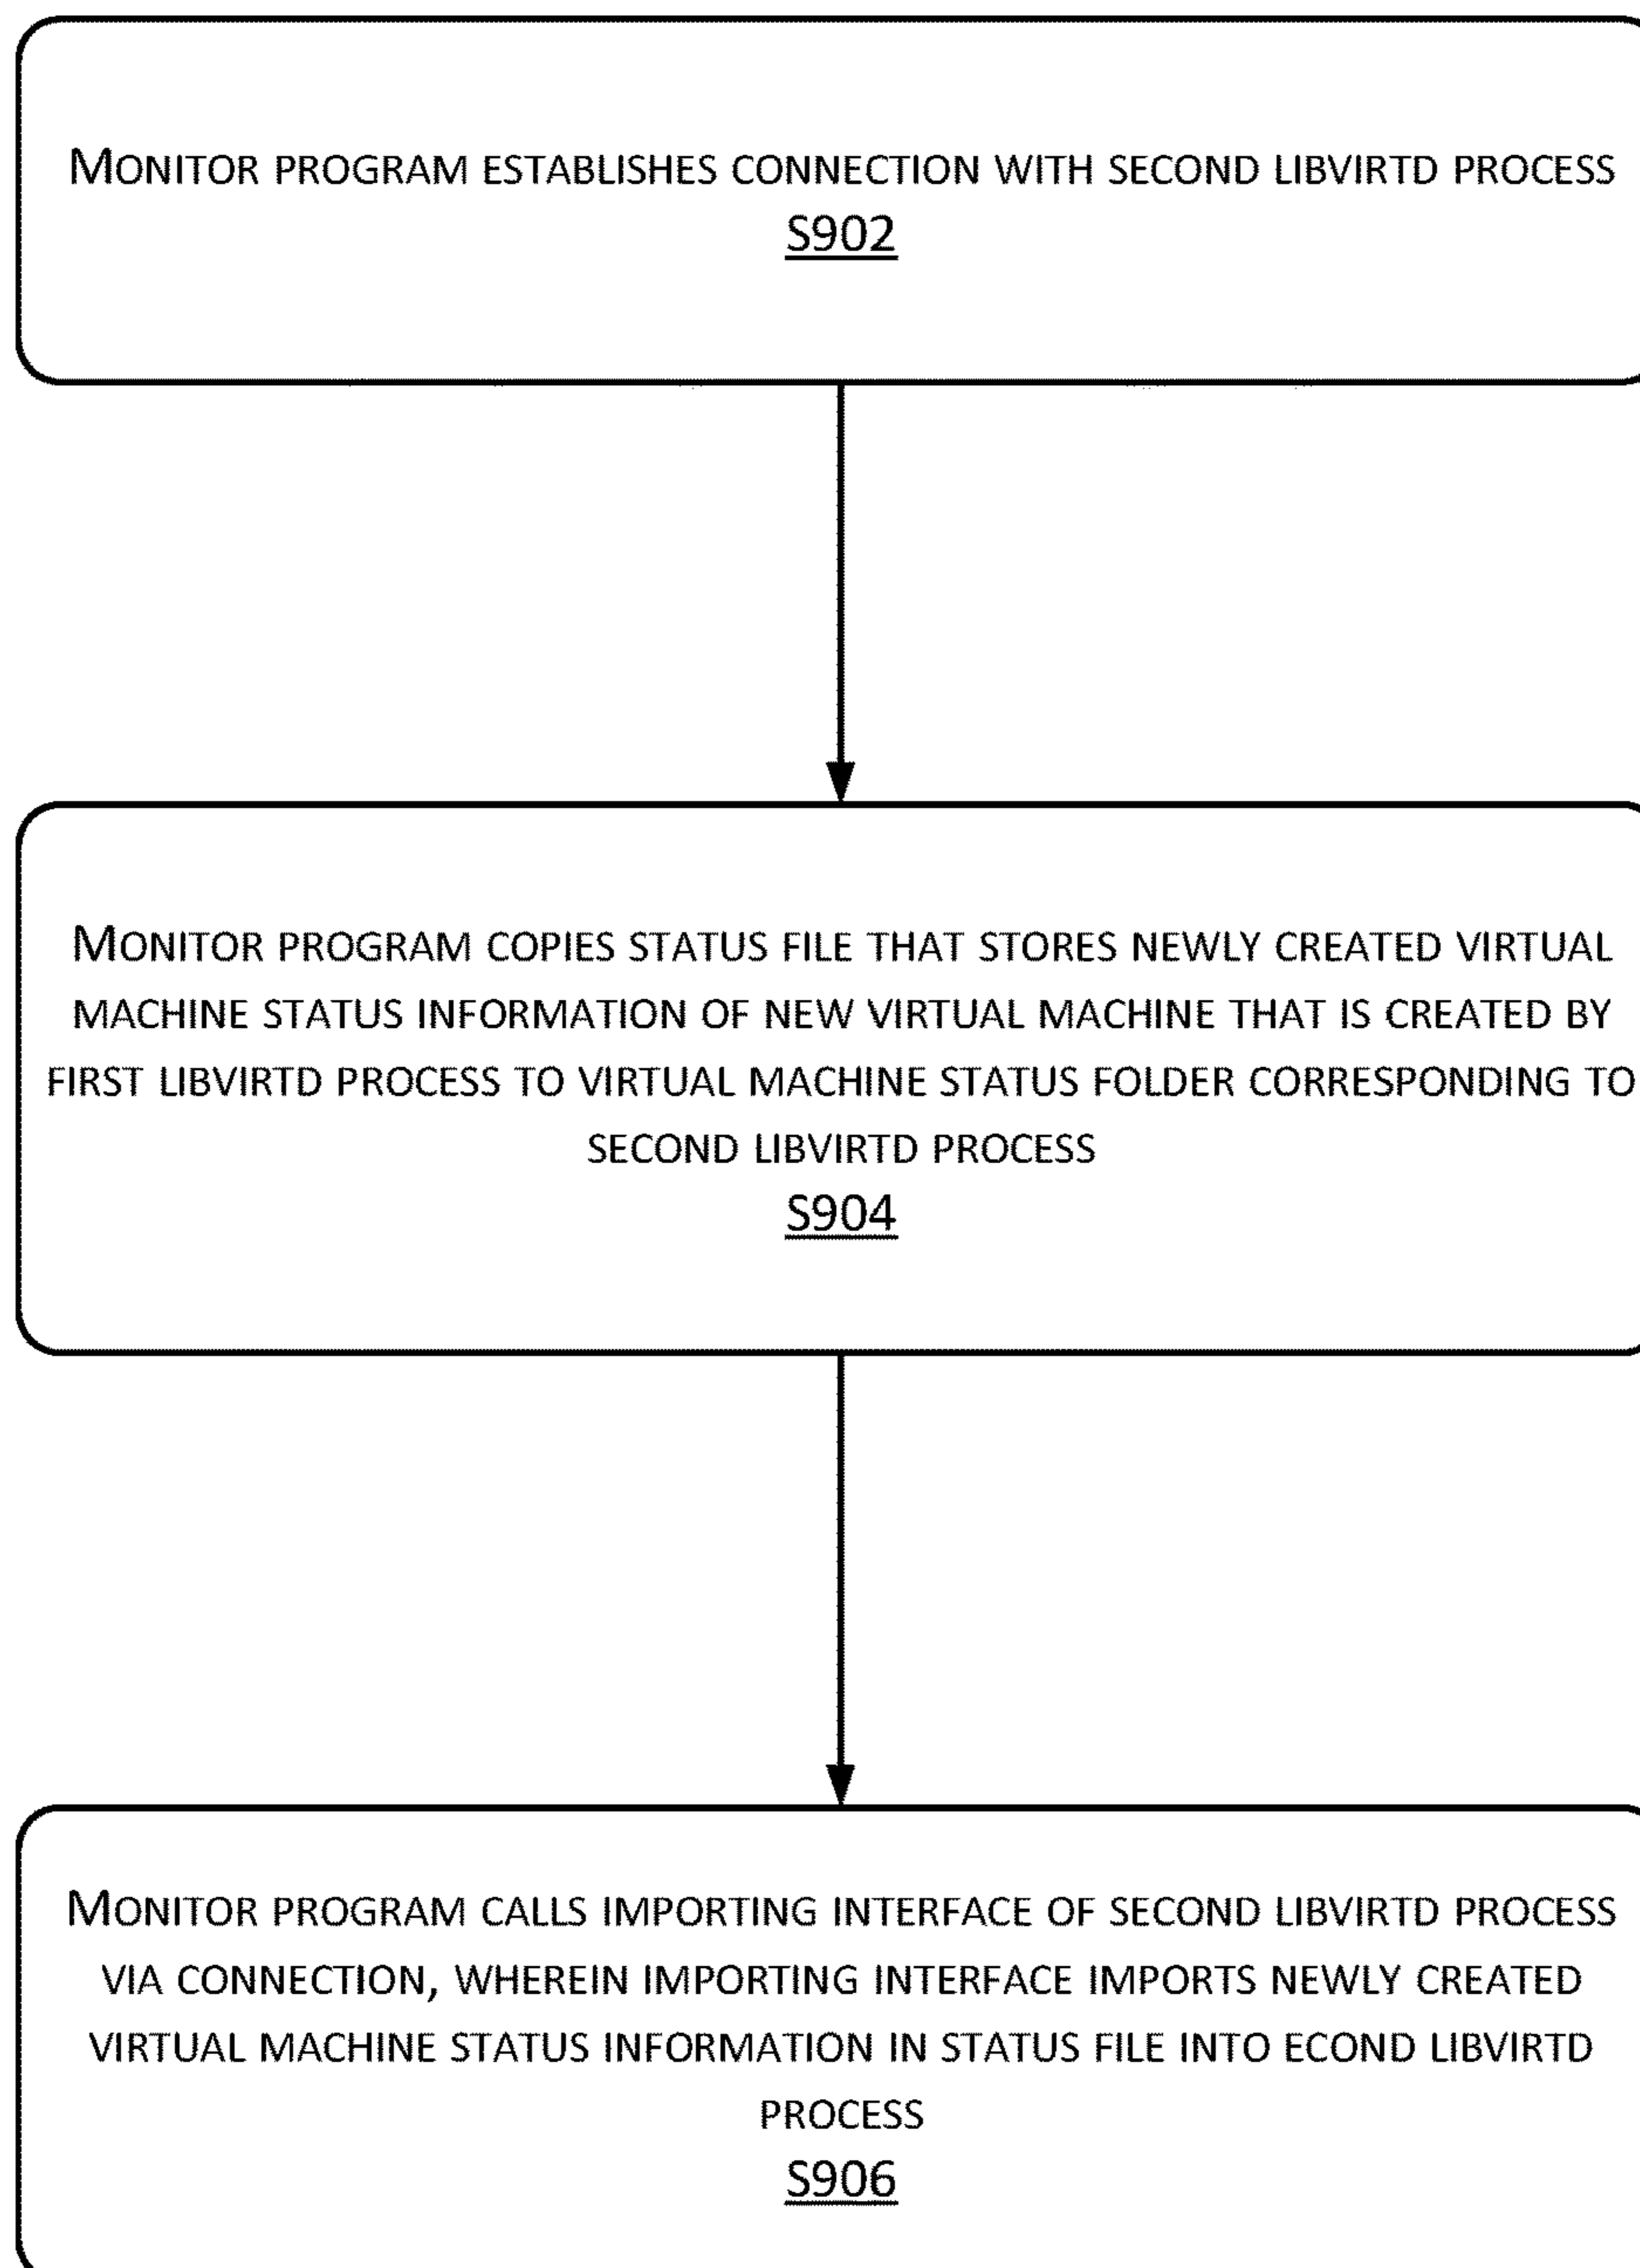 MONITOR PROGRAM ESTABLISHES CONNECTION WITH SECOND LIBVIRTD PROCESS
S902
MONITOR PROGRAM COPIES STATUS FILE THAT STORES NEWLY CREATED VIRTUAL
MACHINE STATUS INFORMATION OF NEW VIRTUAL MACHINE THAT IS CREATED BY
FIRST LIBVIRTD PROCESS TO VIRTUAL MACHINE STATUS FOLDER CORRESPONDING TO
SECOND LIBVIRTD PROCESS
S904
MONITOR PROGRAM CALLS IMPORTING INTERFACE OF SECOND LIBVIRTD PROCESS
VIA CONNECTION, WHEREIN IMPORTING INTERFACE IMPORTS NEWLY CREATED
VIRTUAL MACHINE STATUS INFORMATION IN STATUS FILE INTO ECOND LIBVIRTD
PROCESS
S906